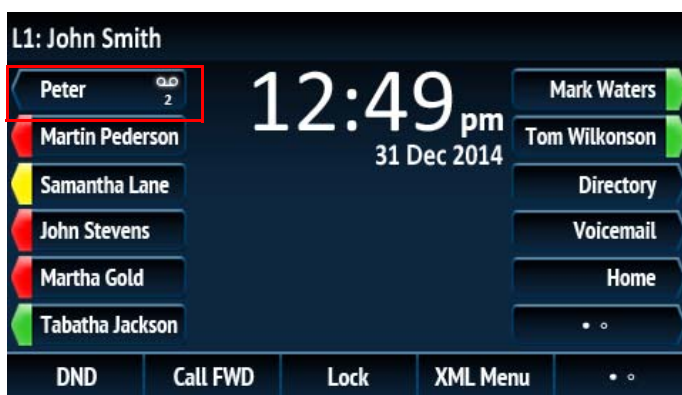 L1: John Smith
Peter
2
Martin Pederson
Samantha Lane
John Stevens
Martha Gold
Tabatha Jackson
12:49 pm
31 Dec 2014
Mark Waters
Tom Wilkonson
Directory
Voicemail
Home
DND Call FWD Lock XML Menu